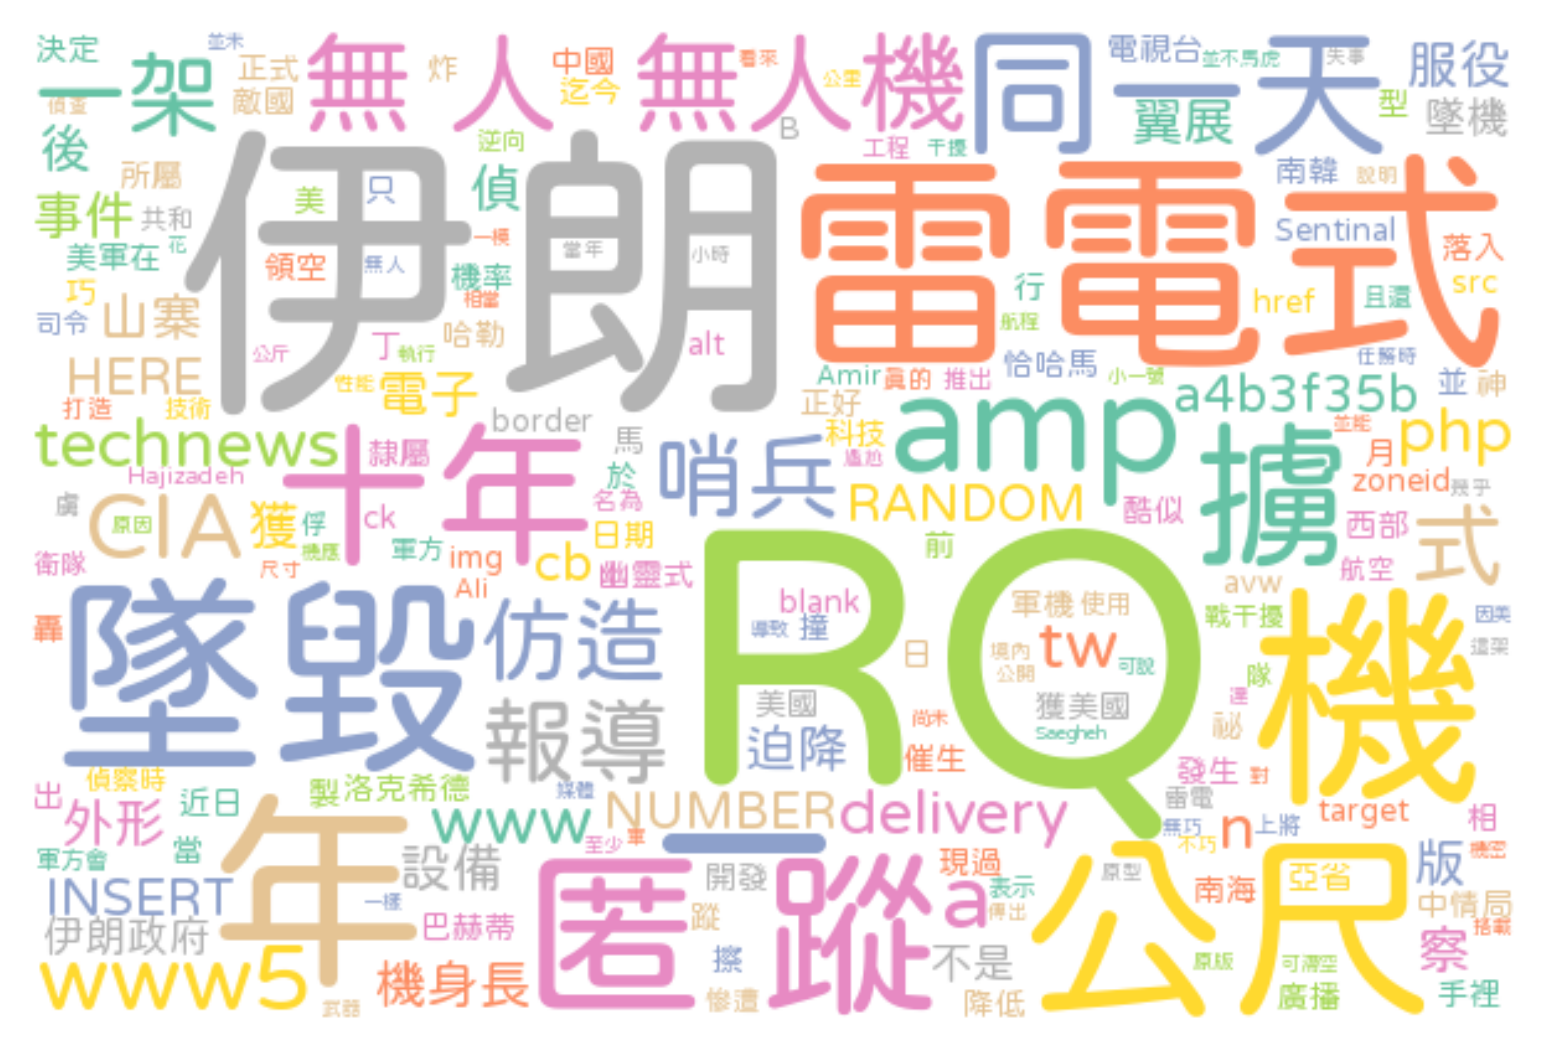 決定
並未
一架
正式
敵國
偵查
無人
炸
中國
迄今
無人機
看來
公里
同一天
電視台
並不馬虎
失事
服役
翼展
型
墜機
後
所屬
逆向
B
工程
干擾
南韓
說明
伊朗
美
只
偵
雷電式
事件
共和
花
美軍在
領空
無人
一模
機率
相當
當年
小時
Sentinal
落入
巧
山寨
司令
行
航程
href
且還
src
公斤
丁
執行
哈勒
alt
恰哈馬
任務時
HERE
打造
技術
性能
電子
Amir
真的
推出
小一號
正好
並
神
border
amp
a4b3f35b
technews
十年
隸屬
馬
哨兵
科技
尷尬
擄
並能
php
Hajizadeh
於
名為
RANDOM
酷似
月
zoneid
幾乎
虜
CIA
原因
獲
俘
ck
日期
西部
式
衛隊
機應
尺寸
軍方
img
Ali
cb
幽靈式
前
航空
RQ
avw
轟
墜毀
仿造
blank
導致
撞
軍機
使用
戰干擾
機
因美
這架
日
境內
公開
tw
可說
隊
達
報導
美國
迫降
尚未
催生
獲美國
Saegheh
祕
發生
對
偵察時
出
外形
近日
製
洛克希德
媒體
NUMBER
delivery
雷電
target
無巧
上將
相
www
至少
軍
一
不巧
n
軍方會
當
年
設備
匿蹤
開發
現過
表示
公尺
原型
亞省
版
機密
INSERT
一樣
a
傳出
南海
中情局
搭載
伊朗政府
巴赫蒂
蹤
察
www5
機身長
擦
不是
原版
可滯空
武器
慘遭
降低
廣播
手裡